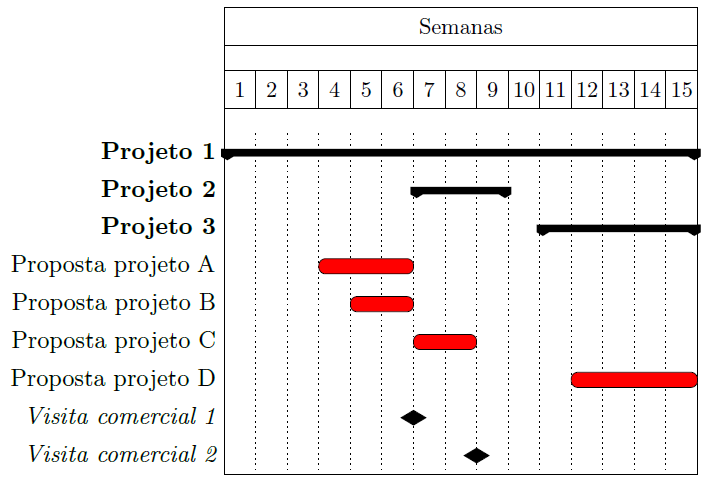 Semanas
1 2 3 4 5 6 7 8 9 10 11 12 13 14 15
Projeto 1
Projeto 2
Projeto 3
Proposta projeto A
Proposta projeto B
Proposta projeto C
Proposta projeto D
Visita comercial 1
Visita comercial 2